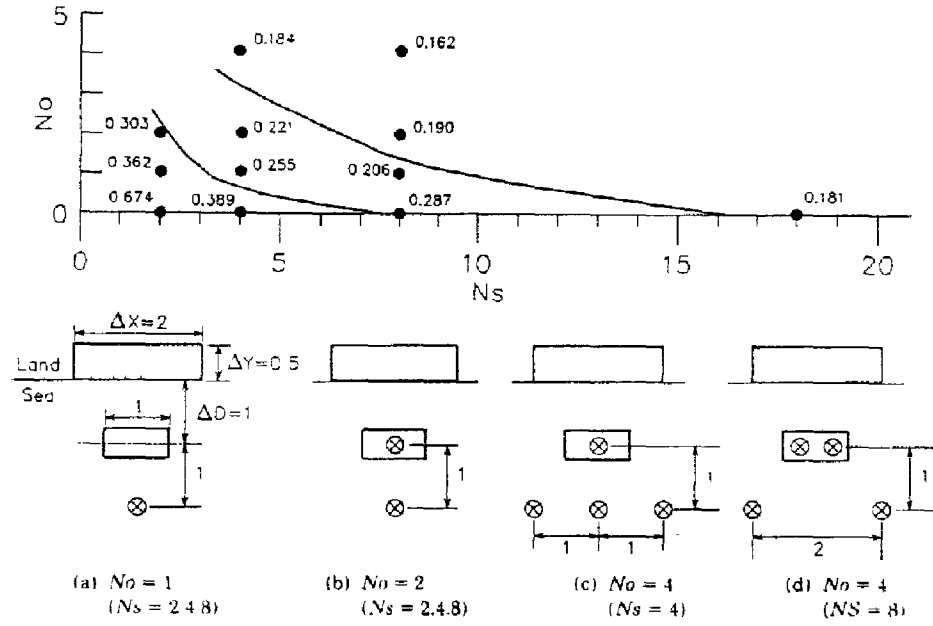 5
0.184
0.162
No
0.303
0.221
0.190
0.362
0.255
0.206
0.674
0.389
0.287
0.181
0
0 5 10 15 20
Ns
ΔX=2
Land
ΔY=0.5
Sea
1
ΔD=1
1
1
1
1
1
1
2
(a) No = 1
(Ns = 2.4.8)
(b) No = 2
(Ns = 2.4.8)
(c) No = 4
(Ns = 4)
(d) No = 4
(NS = 8)